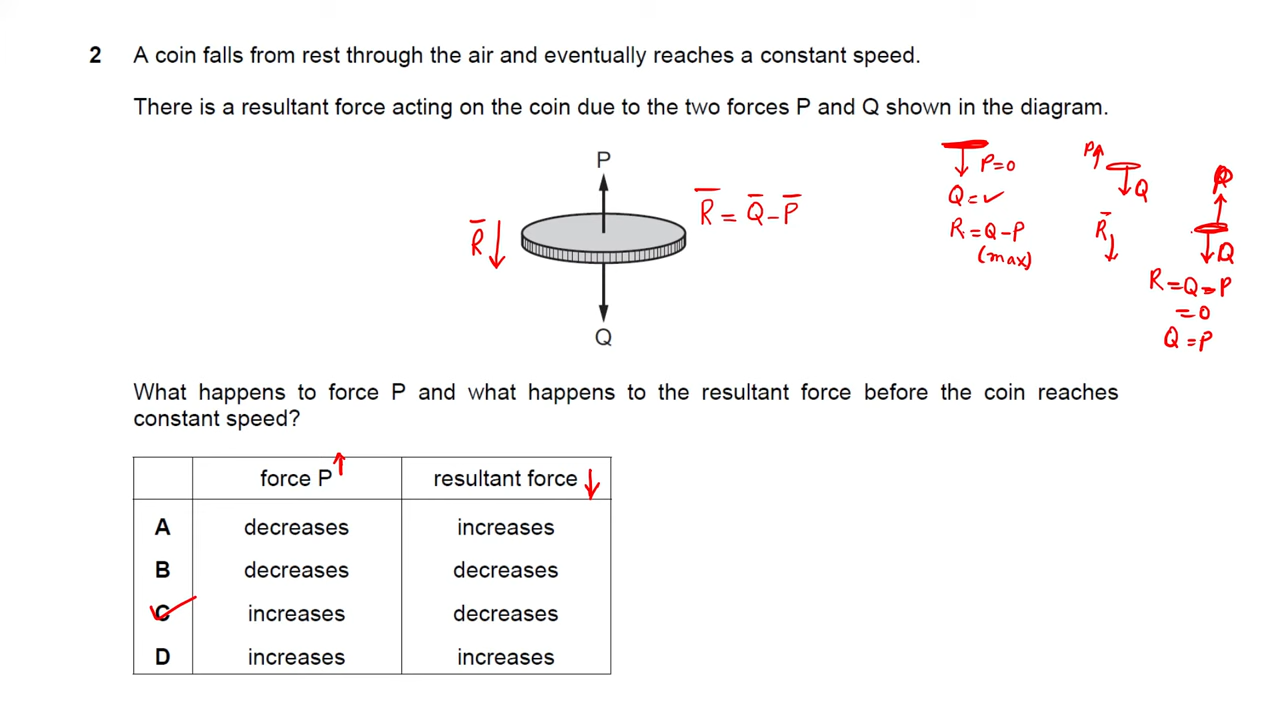 2 A coin falls from rest through the air and eventually reaches a constant speed.
There is a resultant force acting on the coin due to the two forces P and Q shown in the diagram.
P
R̅ = Q̅ - P̅
R̅
Q
P = 0
Q = ✓
R = Q - P
(max)
P
Q
R̅
Q
R = Q - P
= 0
Q = P
What happens to force P and what happens to the resultant force before the coin reaches
constant speed?
force P resultant force
A decreases increases
B decreases decreases
C increases decreases
D increases increases